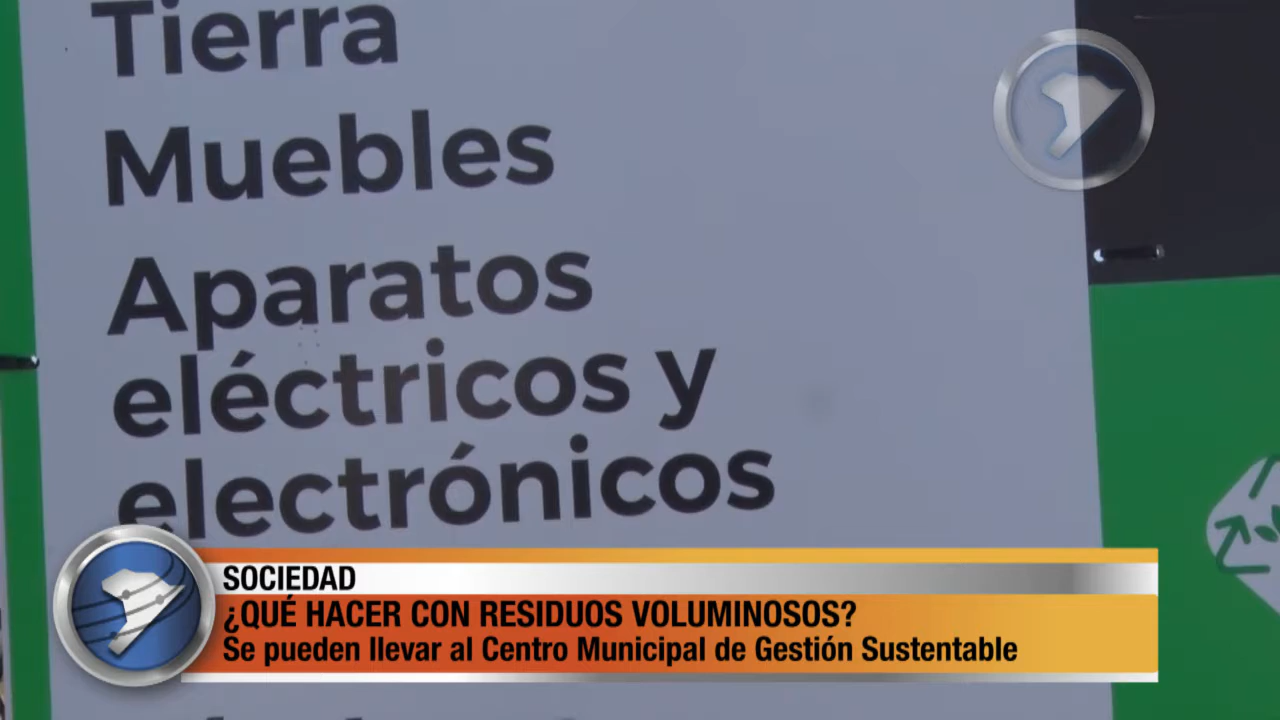 Tierra
Muebles
Aparatos
eléctricos y
electrónicos
SOCIEDAD
¿QUÉ HACER CON RESIDUOS VOLUMINOSOS?
Se pueden llevar al Centro Municipal de Gestión Sustentable